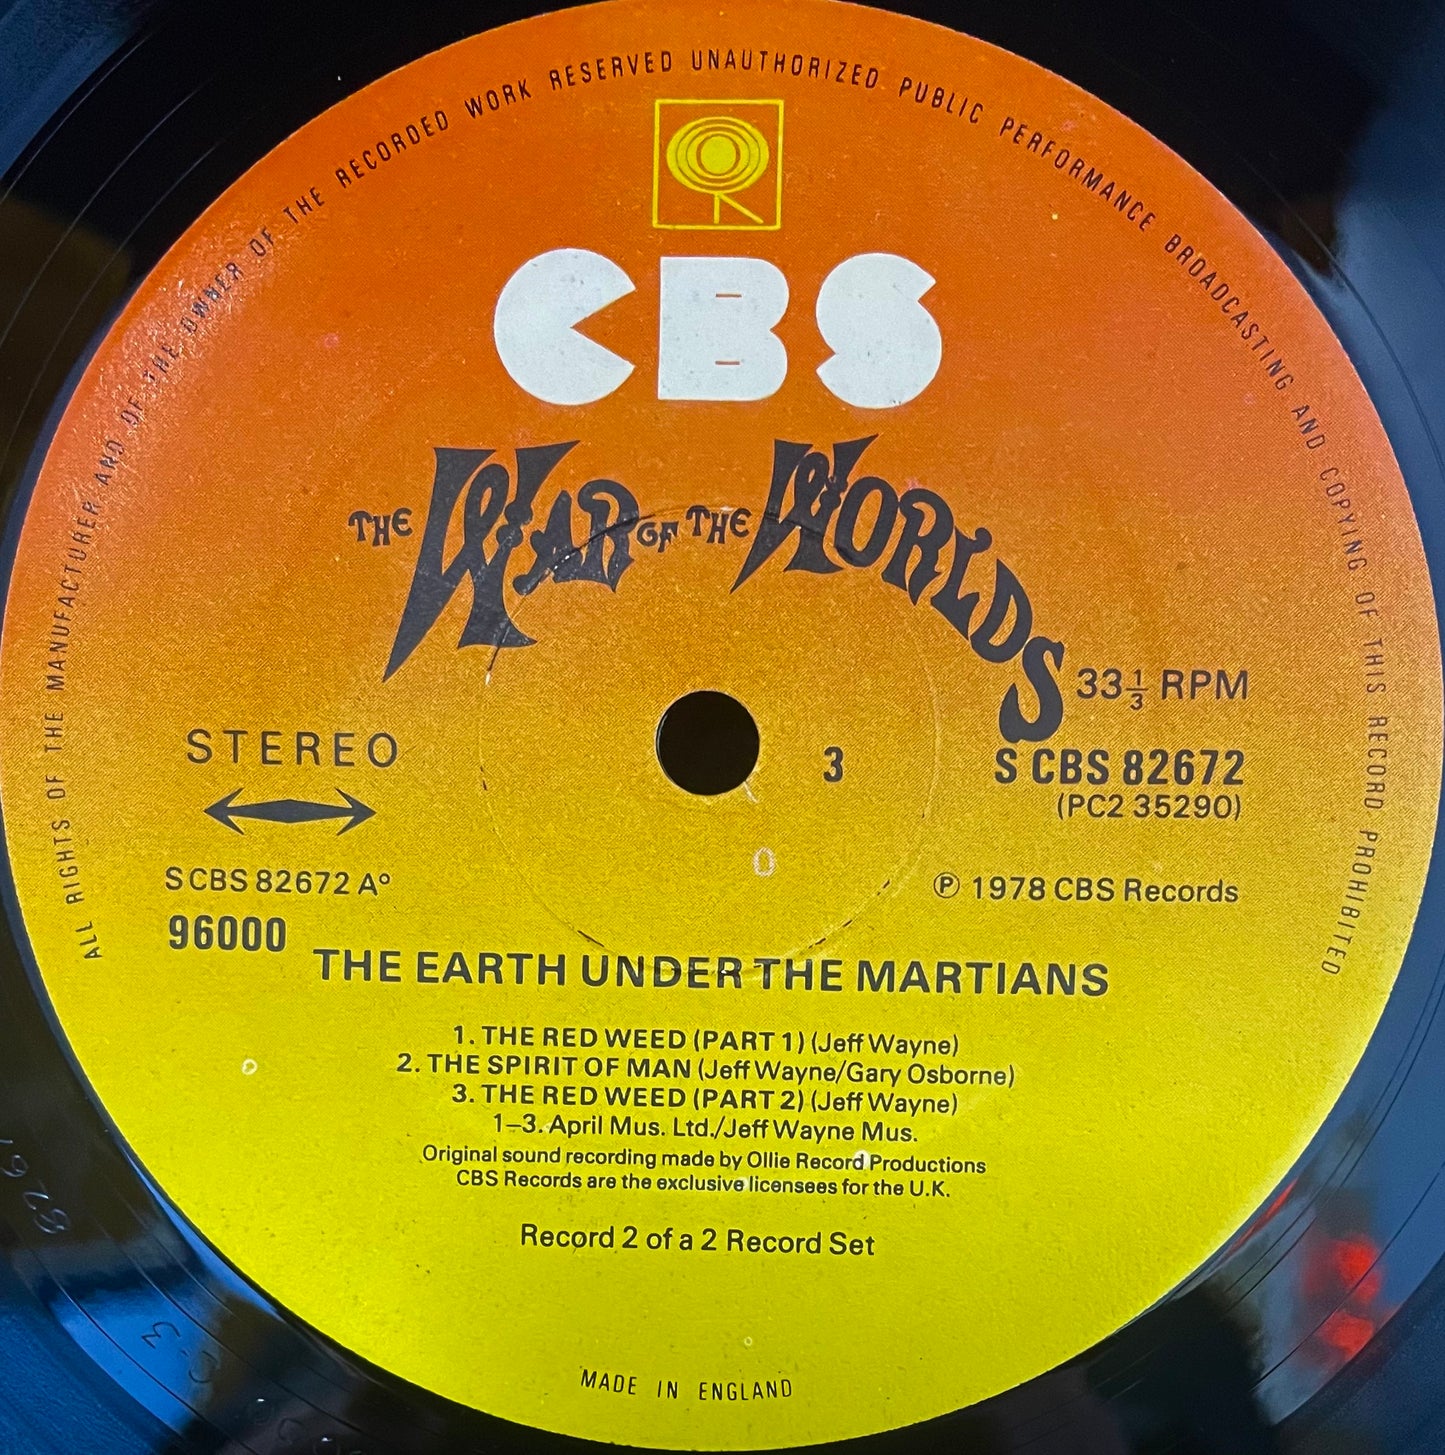 ALL RIGHTS OF THE MANUFACTURER AND OF THE OWNER OF THE RECORDED WORK RESERVED UNAUTHORIZED PUBLIC PERFORMANCE BROADCASTING AND COPYING OF THIS RECORD PROHIBITED
CBS
THE WAR OF THE WORLDS
33⅓ RPM
STEREO
3
S CBS 82672
(PC2 35290)
S CBS 82672 A°
℗ 1978 CBS Records
96000
THE EARTH UNDER THE MARTIANS
1. THE RED WEED (PART 1) (Jeff Wayne)
2. THE SPIRIT OF MAN (Jeff Wayne/Gary Osborne)
3. THE RED WEED (PART 2) (Jeff Wayne)
1–3. April Mus. Ltd./Jeff Wayne Mus.
Original sound recording made by Ollie Record Productions
CBS Records are the exclusive licensees for the U.K.
Record 2 of a 2 Record Set
MADE IN ENGLAND